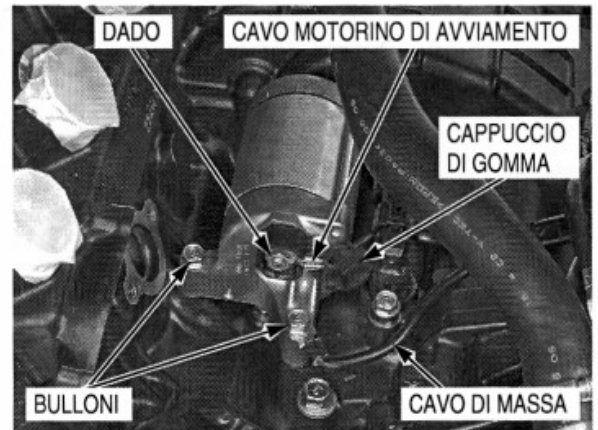 DADO
CAVO MOTORINO DI AVVIAMENTO
CAPPUCCIO
DI GOMMA
BULLONI
CAVO DI MASSA